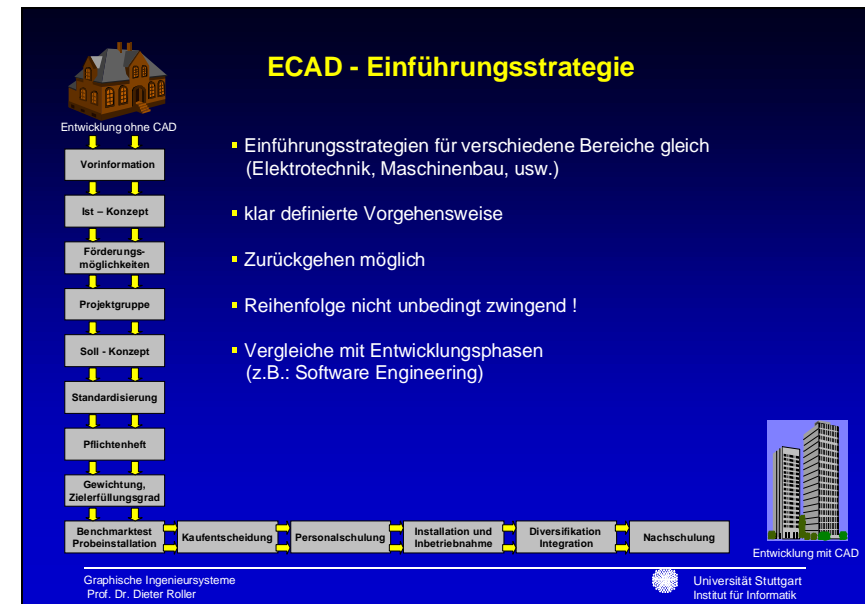 ECAD - Einführungsstrategie
Entwicklung ohne CAD
Vorinformation
Ist – Konzept
Förderungs-
möglichkeiten
Projektgruppe
Soll - Konzept
Standardisierung
Pflichtenheft
Gewichtung,
Zielerfüllungsgrad
Benchmarktest
Probeinstallation
Kaufentscheidung
Personalschulung
Installation und
Inbetriebnahme
Diversifikation
Integration
Nachschulung
Entwicklung mit CAD
Einführungsstrategien für verschiedene Bereiche gleich
(Elektrotechnik, Maschinenbau, usw.)
klar definierte Vorgehensweise
Zurückgehen möglich
Reihenfolge nicht unbedingt zwingend !
Vergleiche mit Entwicklungsphasen
(z.B.: Software Engineering)
Graphische Ingenieursysteme
Prof. Dr. Dieter Roller
Universität Stuttgart
Institut für Informatik